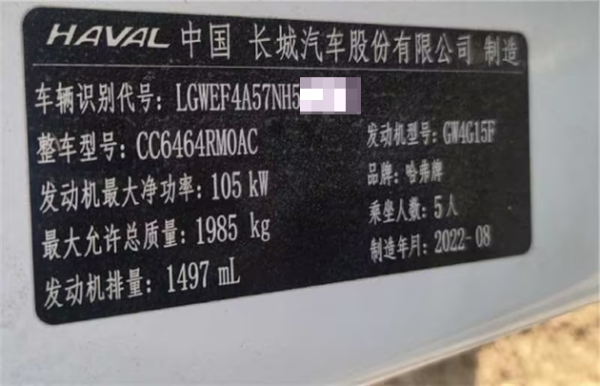 HAVAL 中国 长城汽车股份有限公司 制造
车辆识别代号: LGWEF4A57NH5
整车型号: CC6464RM0AC 发动机型号: GW4G15F
发动机最大净功率: 105 kW 品牌: 哈弗牌
最大允许总质量: 1985 kg 乘坐人数: 5人
发动机排量: 1497 mL 制造年月: 2022-08